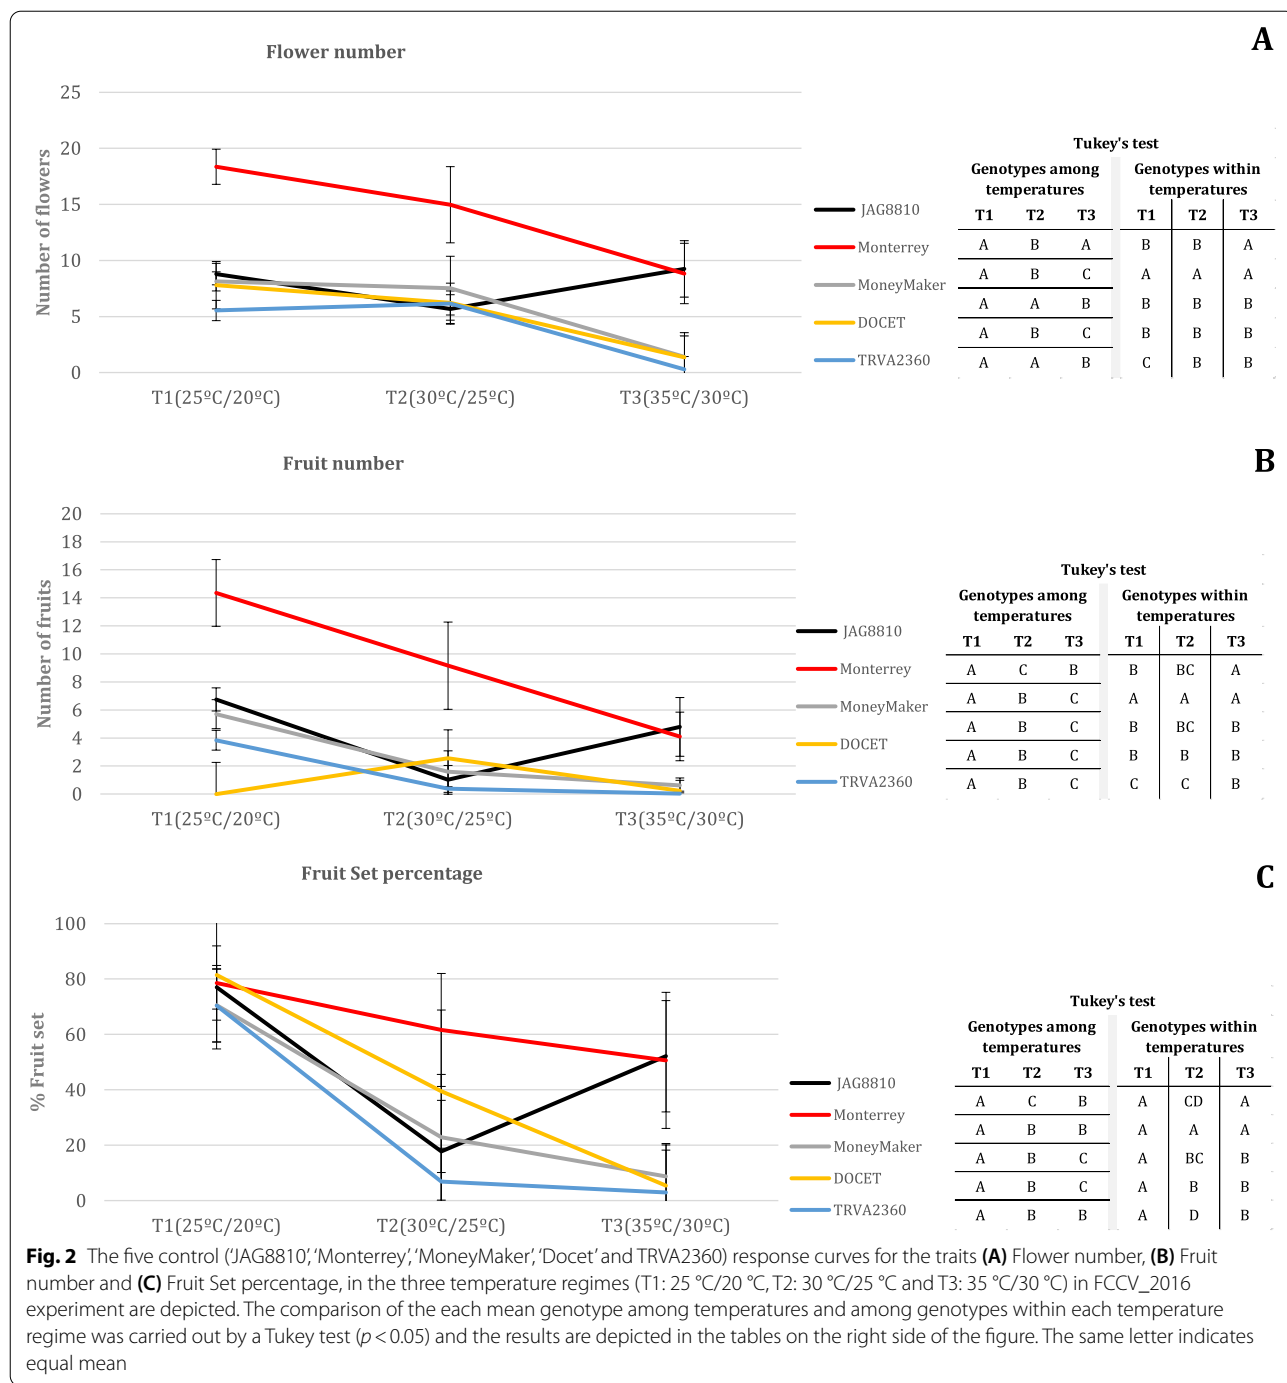 A
Flower number
25
20
15
10
5
0
Number of flowers
T1(25ºC/20ºC) T2(30ºC/25ºC) T3(35ºC/30ºC)
JAG8810
Monterrey
MoneyMaker
DOCET
TRVA2360
Tukey's test
Genotypes among temperatures Genotypes within temperatures
T1 T2 T3 T1 T2 T3
A B A B B A
A B C A A A
A A B B B B
A B C B B B
A A B C B B
B
Fruit number
20
18
16
14
12
10
8
6
4
2
0
Number of fruits
T1(25ºC/20ºC) T2(30ºC/25ºC) T3(35ºC/30ºC)
JAG8810
Monterrey
MoneyMaker
DOCET
TRVA2360
Tukey's test
Genotypes among temperatures Genotypes within temperatures
T1 T2 T3 T1 T2 T3
A C B B BC A
A B C A A A
A B C B BC B
A B C B B B
A B C C C B
C
Fruit Set percentage
100
80
60
40
20
0
% Fruit set
T1(25ºC/20ºC) T2(30ºC/25ºC) T3(35ºC/30ºC)
JAG8810
Monterrey
MoneyMaker
DOCET
TRVA2360
Tukey's test
Genotypes among temperatures Genotypes within temperatures
T1 T2 T3 T1 T2 T3
A C B A CD A
A B B A A A
A B C A BC B
A B C A B B
A B B A D B
Fig. 2 The five control (‘JAG8810’, ‘Monterrey’, ‘MoneyMaker’, ‘Docet’ and TRVA2360) response curves for the traits (A) Flower number, (B) Fruit
number and (C) Fruit Set percentage, in the three temperature regimes (T1: 25 °C/20 °C, T2: 30 °C/25 °C and T3: 35 °C/30 °C) in FCCV_2016
experiment are depicted. The comparison of the each mean genotype among temperatures and among genotypes within each temperature
regime was carried out by a Tukey test (p < 0.05) and the results are depicted in the tables on the right side of the figure. The same letter indicates
equal mean